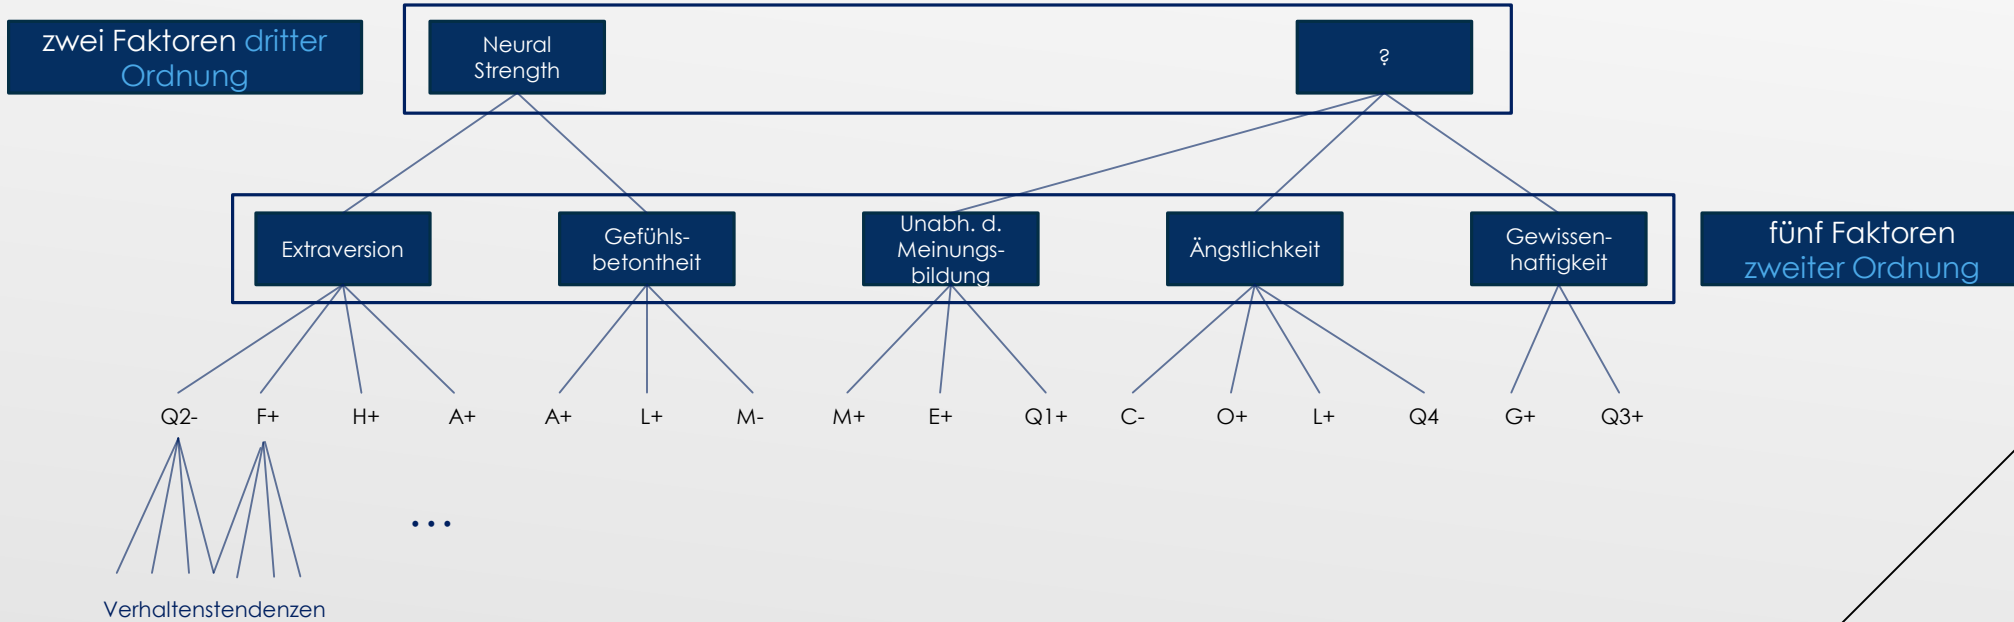 zwei Faktoren dritter
Ordnung
Neural
Strength
?
Extraversion
Gefühls-
betontheit
Unabh. d.
Meinungs-
bildung
Ängstlichkeit
Gewissen-
haftigkeit
fünf Faktoren
zweiter Ordnung
Q2- F+ H+ A+ A+ L+ M- M+ E+ Q1+ C- O+ L+ Q4 G+ Q3+
...
Verhaltenstendenzen